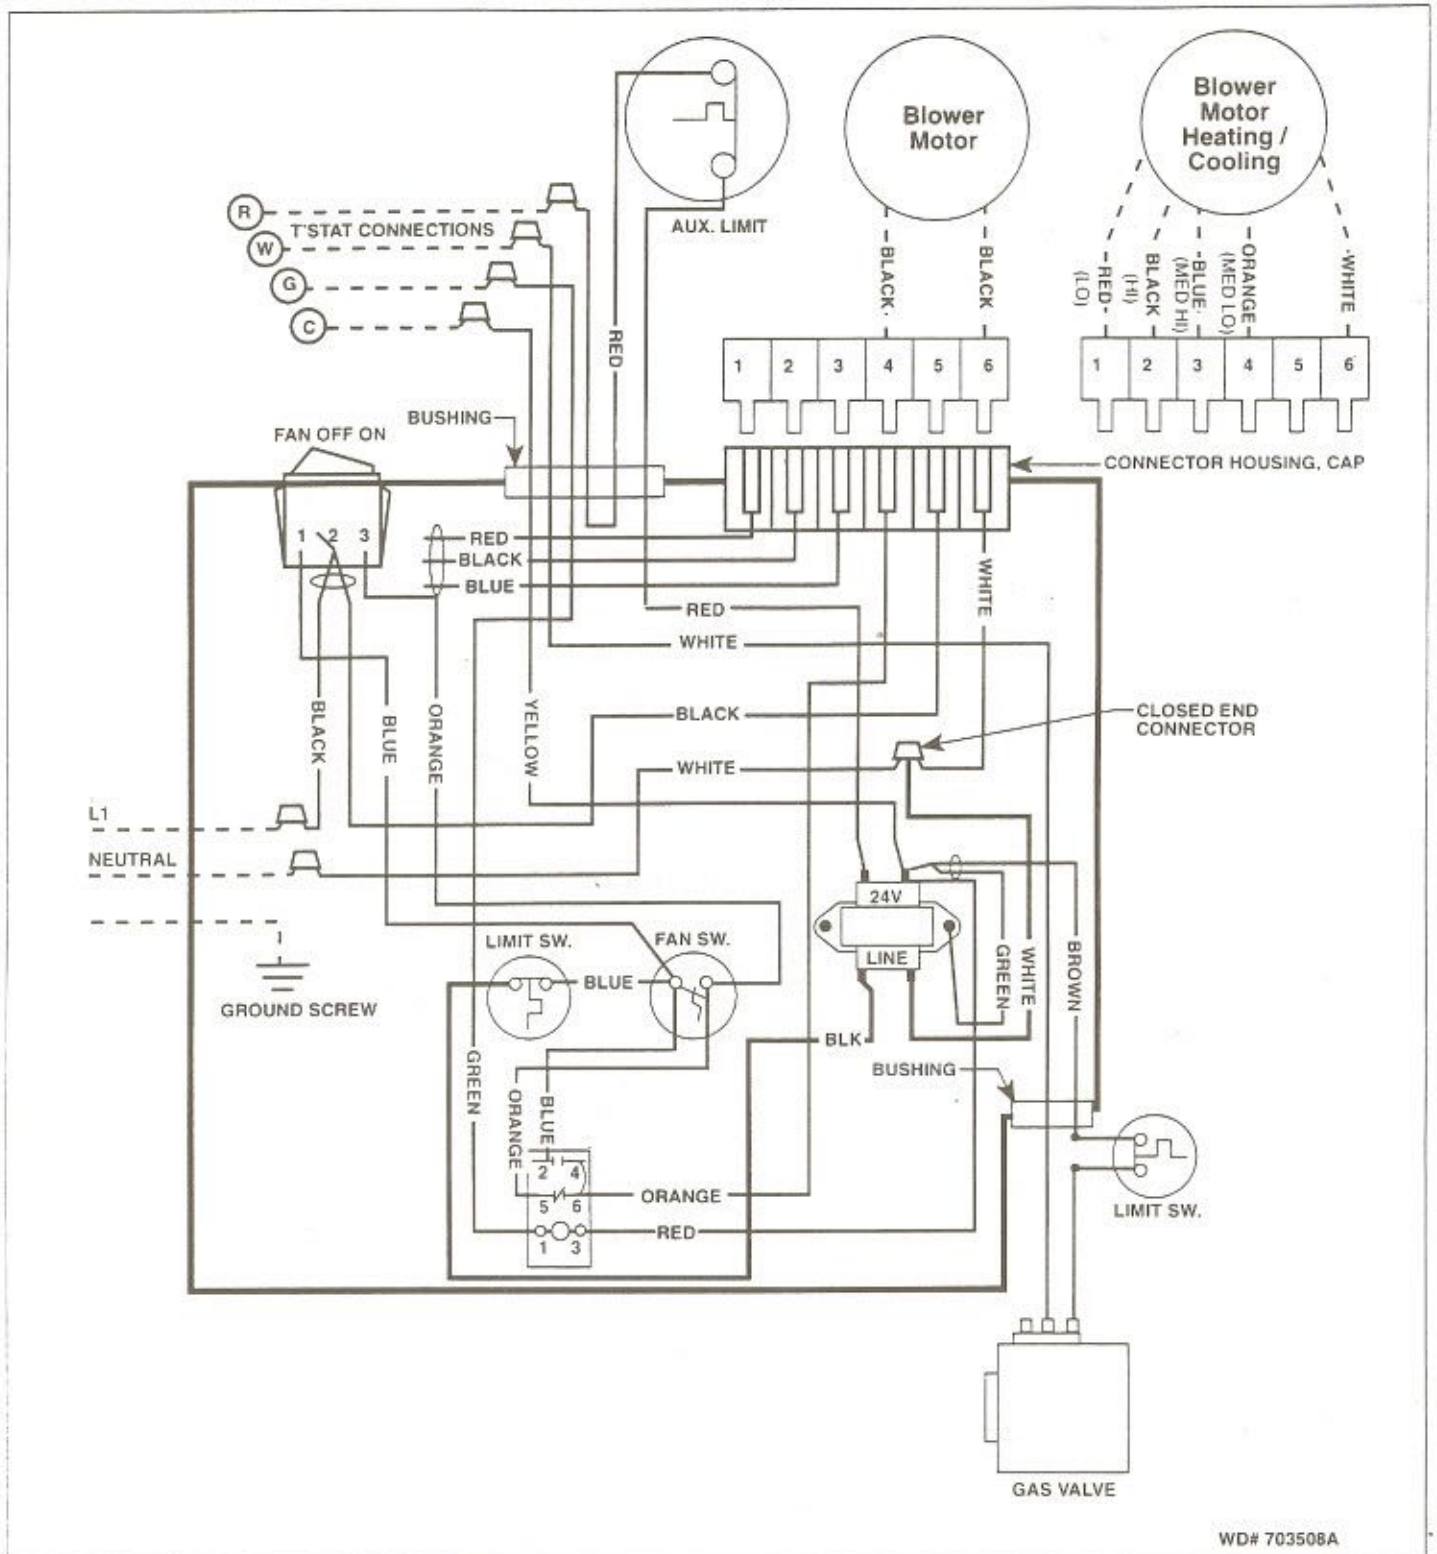 Blower
Motor
Blower
Motor
Heating /
Cooling
AUX. LIMIT
R
T'STAT CONNECTIONS
W
G
C
RED
BLACK
BLACK
RED
(LO)
BLACK
(HI)
BLUE
(MED HI)
ORANGE
(MED LO)
WHITE
1 2 3 4 5 6
1 2 3 4 5 6
BUSHING
FAN OFF ON
CONNECTOR HOUSING, CAP
1 2 3
RED
BLACK
BLUE
WHITE
RED
WHITE
BLACK
BLUE
ORANGE
YELLOW
BLACK
CLOSED END
CONNECTOR
WHITE
L1
NEUTRAL
24V
LINE
LIMIT SW.
FAN SW.
BLUE
GREEN
WHITE
BROWN
GROUND SCREW
BLK
BUSHING
GREEN
ORANGE
BLUE
2 4
5 6
ORANGE
RED
1 3
LIMIT SW.
GAS VALVE
WD# 703508A